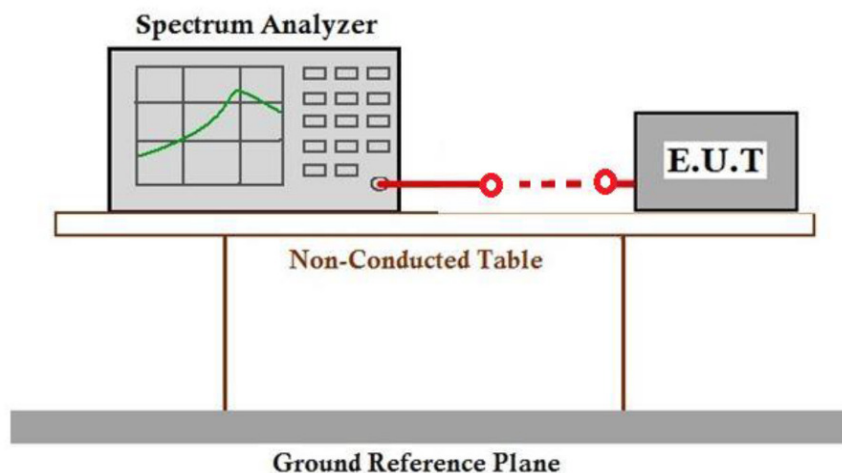 Spectrum Analyzer
E.U.T
Non-Conducted Table
Ground Reference Plane